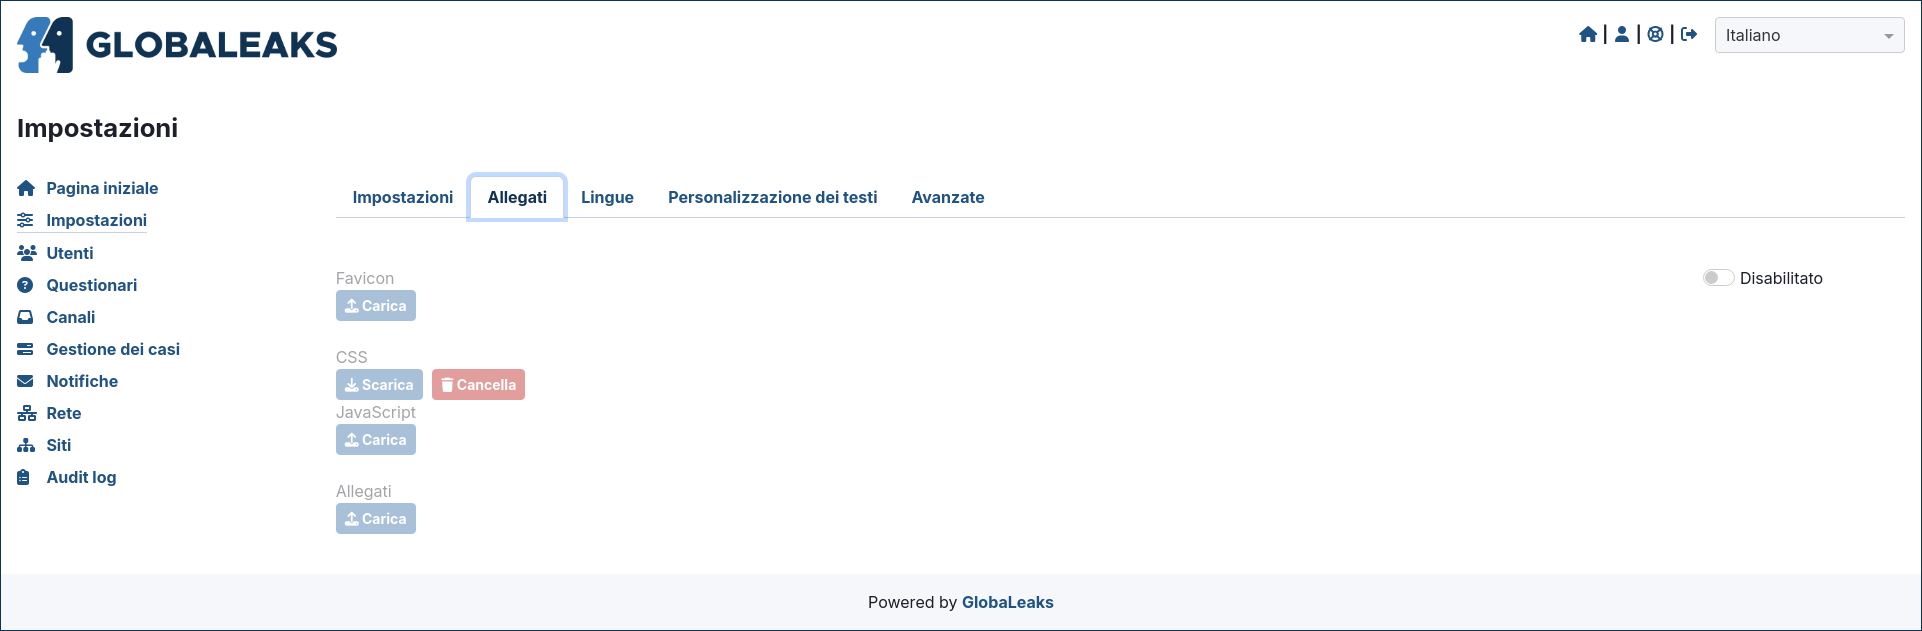 GLOBALEAKS
| | |
Italiano
Impostazioni
Pagina iniziale
Impostazioni
Utenti
Questionari
Canali
Gestione dei casi
Notifiche
Rete
Siti
Audit log
Impostazioni Allegati Lingue Personalizzazione dei testi Avanzate
Favicon
Disabilitato
Carica
CSS
Scarica Cancella
JavaScript
Carica
Allegati
Carica
Powered by GlobaLeaks